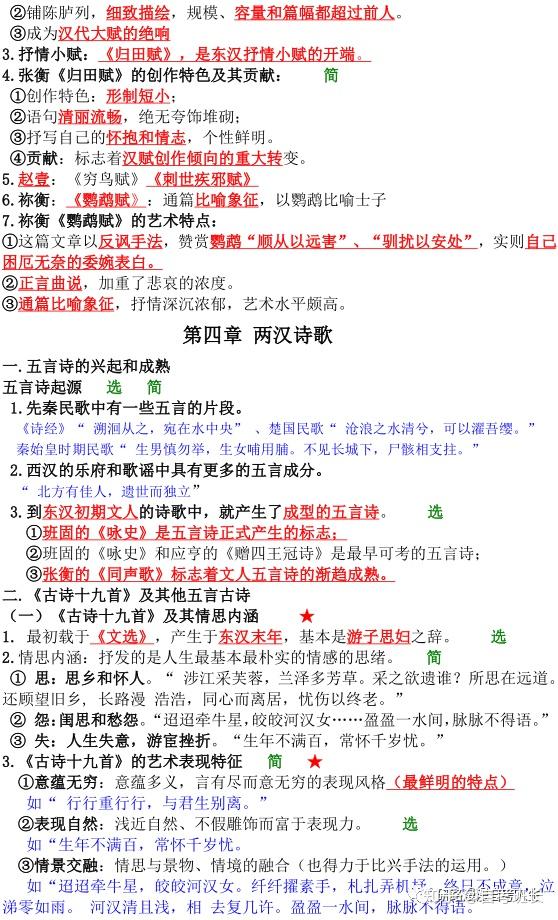 ②铺陈胪列，细致描绘，规模、容量和篇幅都超过前人。
③成为汉代大赋的绝响
3.抒情小赋：《归田赋》，是东汉抒情小赋的开端。
4.张衡《归田赋》的创作特色及其贡献： 简
①创作特色：形制短小；
②语句清丽流畅，绝无夸饰堆砌；
③抒写自己的怀抱和情志，个性鲜明。
④贡献：标志着汉赋创作倾向的重大转变。
5.赵壹：《穷鸟赋》《刺世疾邪赋》
6.祢衡：《鹦鹉赋》：通篇比喻象征，以鹦鹉比喻士子
7.祢衡《鹦鹉赋》的艺术特点：
①这篇文章以反讽手法，赞赏鹦鹉“顺从以远害”、“驯扰以安处”，实则自己
困厄无奈的委婉表白。
②正言曲说，加重了悲哀的浓度。
③通篇比喻象征，抒情深沉浓郁，艺术水平颇高。
第四章 两汉诗歌
一.五言诗的兴起和成熟
五言诗起源 选 简
1.先秦民歌中有一些五言的片段。
《诗经》“ 溯洄从之，宛在水中央” 、楚国民歌“ 沧浪之水清兮，可以濯吾缨。”
秦始皇时期民歌“ 生男慎勿举，生女哺用脯。不见长城下，尸骸相支拄。”
2.西汉的乐府和歌谣中具有更多的五言成分。
“ 北方有佳人，遗世而独立”
3.到东汉初期文人的诗歌中，就产生了成型的五言诗。 选
①班固的《咏史》是五言诗正式产生的标志；
②班固的《咏史》和应亨的《赠四王冠诗》是最早可考的五言诗；
③张衡的《同声歌》标志着文人五言诗的渐趋成熟。
二.《古诗十九首》及其他五言古诗
（一）《古诗十九首》及其情思内涵 ★
1. 最初载于《文选》，产生于东汉末年，基本是游子思妇之辞。 选
2.情思内涵：抒发的是人生最基本最朴实的情感的思绪。 简
① 思：思乡和怀人。“ 涉江采芙蓉，兰泽多芳草。采之欲遗谁？所思在远道。
还顾望旧乡，长路漫 浩浩，同心而离居，忧伤以终老。”
② 怨：闺思和愁怨。“迢迢牵牛星，皎皎河汉女……盈盈一水间，脉脉不得语。”
③ 失：人生失意，游宦挫折。“生年不满百，常怀千岁忧。”
3.《古诗十九首》的艺术表现特征 简 ★
①意蕴无穷：意蕴多义，言有尽而意无穷的表现风格（最鲜明的特点）
如“ 行行重行行，与君生别离。”
②表现自然：浅近自然、不假雕饰而富于表现力。 选
如“生年不满百，常怀千岁忧。
③情景交融：情思与景物、情境的融合（也得力于比兴手法的运用。）
如“迢迢牵牛星，皎皎河汉女。纤纤擢素手，札扎弄机杼。终日不成章，泣
涕零如雨。 河汉清且浅，相 去复几许。盈盈一水间，脉脉不得语。